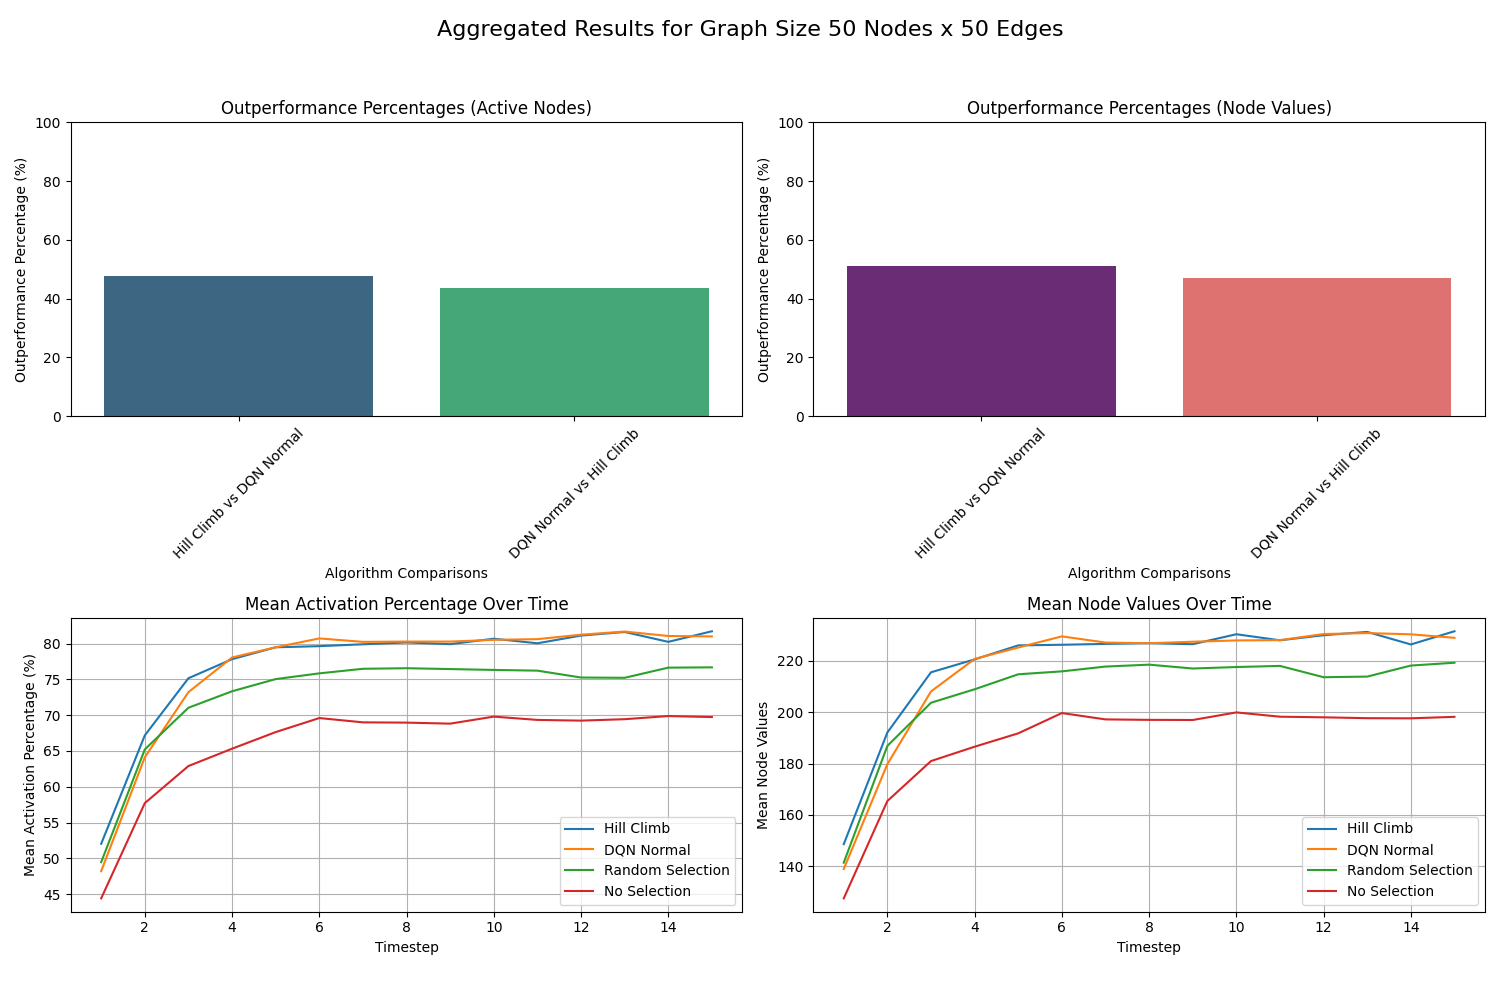 Aggregated Results for Graph Size 50 Nodes x 50 Edges
Outperformance Percentages (Active Nodes)
Outperformance Percentage (%)
100
80
60
40
20
0
Hill Climb vs DQN Normal
DQN Normal vs Hill Climb
Algorithm Comparisons
Outperformance Percentages (Node Values)
Outperformance Percentage (%)
100
80
60
40
20
0
Hill Climb vs DQN Normal
DQN Normal vs Hill Climb
Algorithm Comparisons
Mean Activation Percentage Over Time
Mean Activation Percentage (%)
80
75
70
65
60
55
50
45
2 4 6 8 10 12 14
Timestep
Hill Climb
DQN Normal
Random Selection
No Selection
Mean Node Values Over Time
Mean Node Values
220
200
180
160
140
2 4 6 8 10 12 14
Timestep
Hill Climb
DQN Normal
Random Selection
No Selection